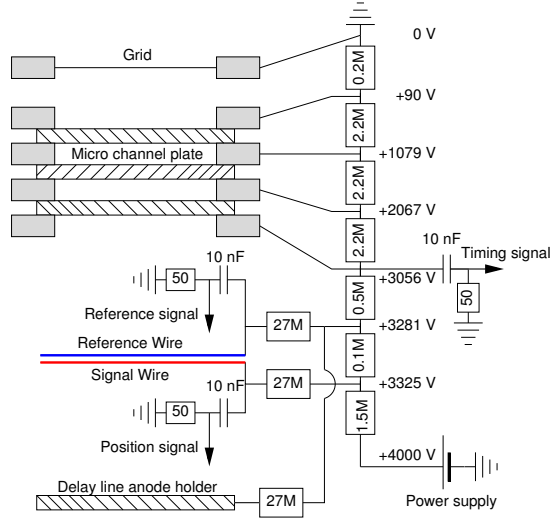 0 V
Grid
0.2M
+90 V
2.2M
Micro channel plate
+1079 V
2.2M
+2067 V
2.2M
10 nF
Timing signal
10 nF
+3056 V
50
0.5M
50
Reference signal
27M
+3281 V
Reference Wire
0.1M
Signal Wire
10 nF
27M
+3325 V
50
1.5M
Position signal
+4000 V
Delay line anode holder
27M
Power supply